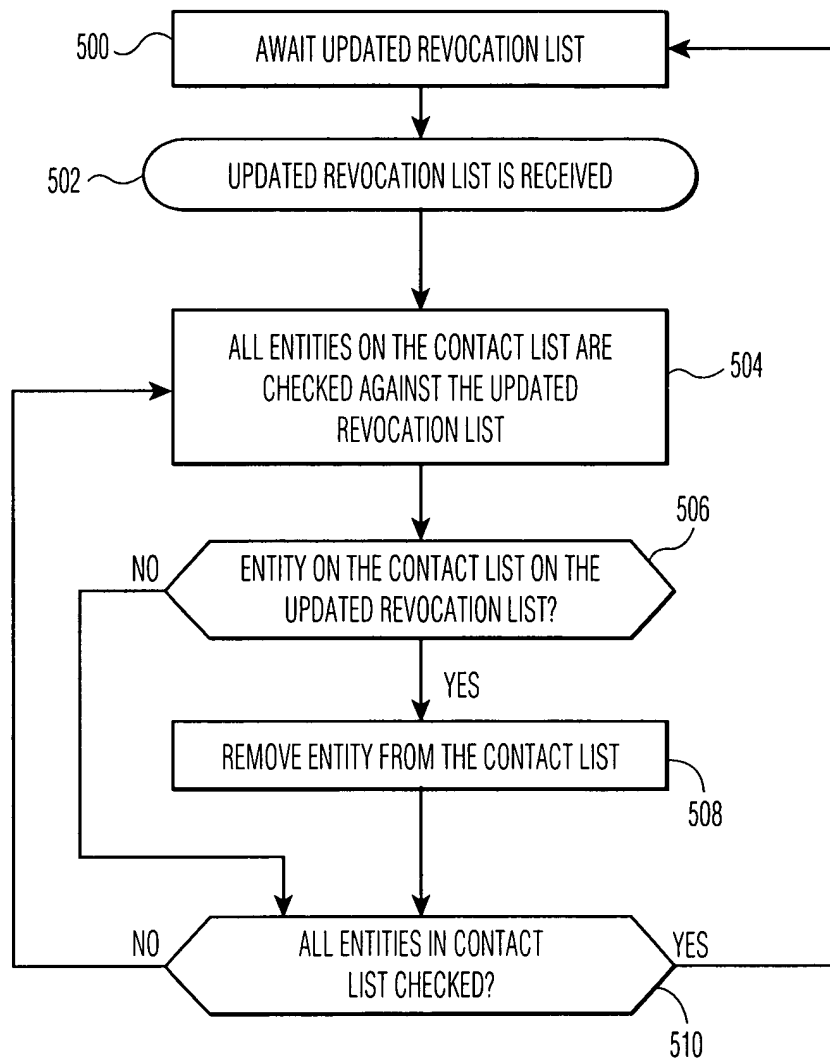 500
AWAIT UPDATED REVOCATION LIST
502
UPDATED REVOCATION LIST IS RECEIVED
ALL ENTITIES ON THE CONTACT LIST ARE
CHECKED AGAINST THE UPDATED
REVOCATION LIST
504
506
NO
ENTITY ON THE CONTACT LIST ON THE
UPDATED REVOCATION LIST?
YES
REMOVE ENTITY FROM THE CONTACT LIST
508
NO
ALL ENTITIES IN CONTACT
LIST CHECKED?
YES
510